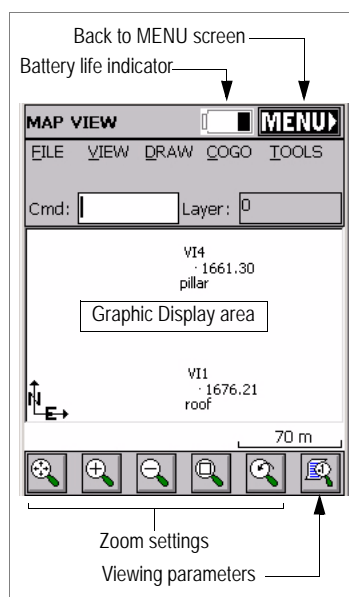 Back to MENU screen
Battery life indicator
MAP VIEW MENU
FILE VIEW DRAW COGO TOOLS
Cmd: Layer: 0
VI4
1661.30
pillar
Graphic Display area
VI1
1676.21
roof
N
E
70 m
Zoom settings
Viewing parameters